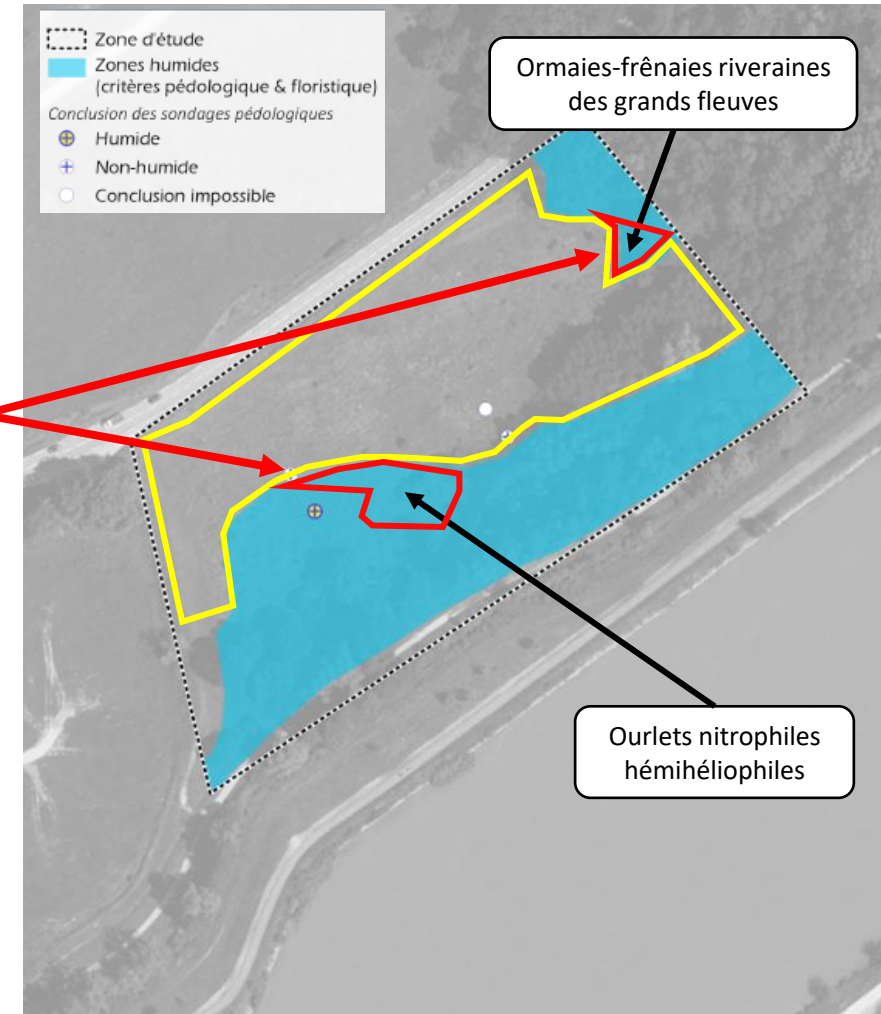 Zone d'étude
Zones humides
(critères pédologique & floristique)
Conclusion des sondages pédologiques
Humide
Non-humide
Conclusion impossible
Ormaies-frênaies riveraines
des grands fleuves
Ourlets nitrophiles
hémihéliophiles